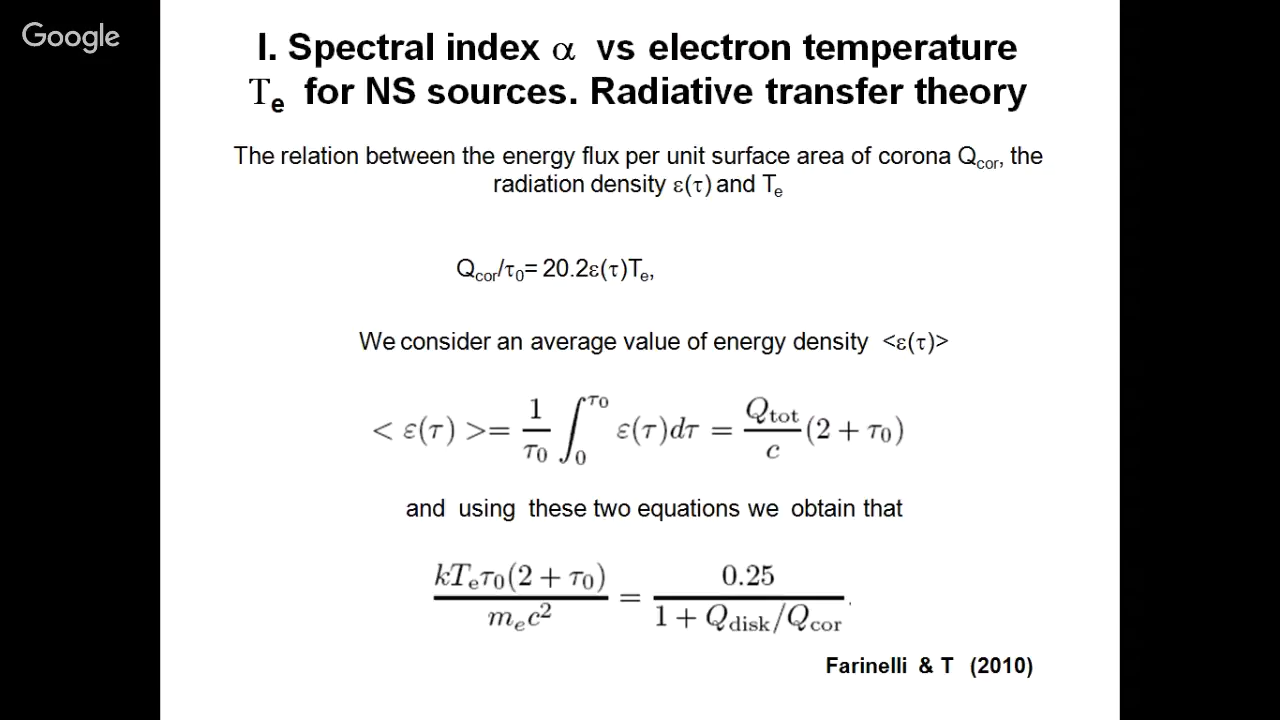 Google
I. Spectral index α vs electron temperature
Te for NS sources. Radiative transfer theory
The relation between the energy flux per unit surface area of corona Qcor, the
radiation density ε(τ) and Te
Qcor/τ0= 20.2ε(τ)Te,
We consider an average value of energy density <ε(τ)>
< ε(τ) >= 1/τ0 ∫0^τ0 ε(τ)dτ = Qtot/c (2 + τ0)
and using these two equations we obtain that
kTeτ0(2 + τ0)/mec² = 0.25/(1 + Qdisk/Qcor).
Farinelli & T (2010)